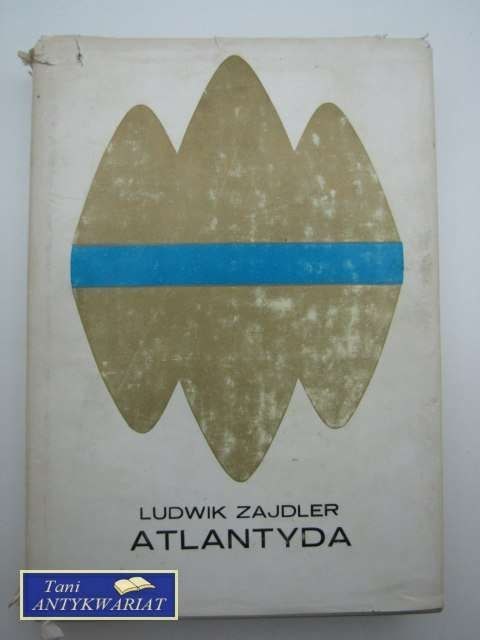 LUDWIK ZAJDLER
ATLANTYDA
Tani
ANTYKWARIAT